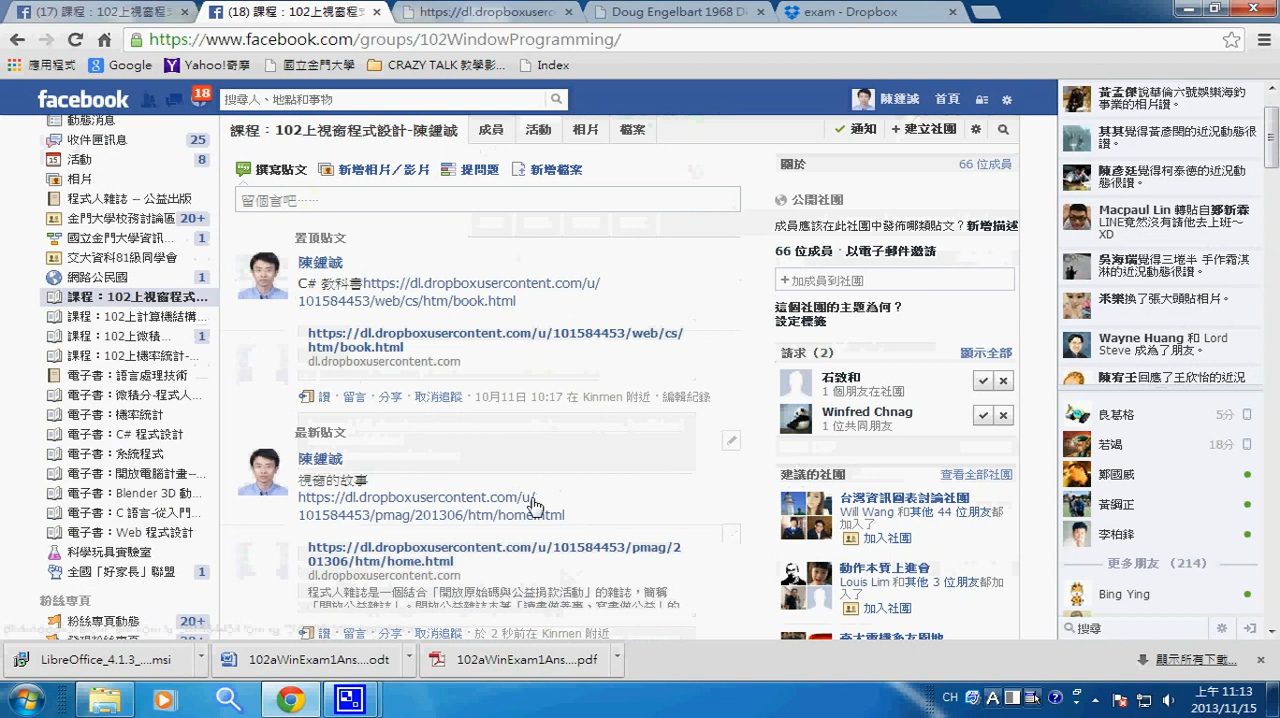 (17) 課程：102上視窗程式
(18) 課程：102上視窗程式
https://dl.dropboxuserc
Doug Engelbart 1968 D
exam - Dropbox
https://www.facebook.com/groups/102WindowProgramming/
應用程式
Google
Yahoo!奇摩
國立金門大學
CRAZY TALK 教學影...
Index
facebook
18
搜尋人、地點和事物
陳鍾誠
首頁
動態消息
收件匣訊息 25
活動 8
相片
程式人雜誌 -- 公益出版
金門大學校務討論區 20+
國立金門大學資訊... 1
交大資科81級同學會
網路公民國 1
課程：102上視窗程式...
課程：102上計算機結構...
課程：102上微積... 1
課程：102上機率統計-...
電子書：語言處理技術
電子書：微積分-程式人...
電子書：機率統計
電子書：C# 程式設計
電子書：系統程式
電子書：開放電腦計畫--...
電子書：Blender 3D 動...
電子書：C 語言-從入門...
電子書：Web 程式設計
科學玩具實驗室
全國「好家長」聯盟 1
粉絲專頁
粉絲專頁動態 20+
20+
課程：102上視窗程式設計-陳鍾誠
成員
活動
相片
檔案
通知
+ 建立社團
撰寫貼文
新增相片／影片
提問題
新增檔案
留個言吧……
置頂貼文
陳鍾誠
C# 教科書https://dl.dropboxusercontent.com/u/
101584453/web/cs/htm/book.html
https://dl.dropboxusercontent.com/u/101584453/web/cs/
htm/book.html
dl.dropboxusercontent.com
讚．留言．分享．取消追蹤．10月11日 10:17 在 Kinmen 附近．編輯紀錄
最新貼文
陳鍾誠
視窗的故事
https://dl.dropboxusercontent.com/u/
101584453/pmag/201306/htm/home.html
https://dl.dropboxusercontent.com/u/101584453/pmag/2
01306/htm/home.html
dl.dropboxusercontent.com
程式人雜誌是一個結合「開放原始碼與公益捐款活動」的雜誌，簡稱
讚．留言．分享．取消追蹤．於 2 秒前在 Kinmen 附近
關於
66 位成員
公開社團
成員應該在此社團中發佈哪類貼文？新增描述
66 位成員．以電子郵件邀請
+加成員到社團
這個社團的主題為何？
設定標籤
請求（2）
顯示全部
石致和
1 個朋友在社團
Winfred Chnag
1 位共同朋友
建議的社團
查看全部社團
台灣資訊圖表討論社團
Will Wang 和其他 44 位朋友都
加入了
加入社團
動作本質上進會
Louis Lim 和其他 3 位朋友都加
入了
加入社團
黃孟傑說華倫六號娛樂海釣
事業的相片讚。
其其覺得黃彥閔的近況動態很
讚。
陳彥廷覺得柯泰德的近況動
態很讚。
Macpaul Lin 轉貼自鄭新霖
LINE竟然沒有請他去上班～
XD
吳海瑞覺得三埃半 手作霜淇
淋的近況動態很讚。
米樂換了張大頭貼相片。
Wayne Huang 和 Lord
Steve 成為了朋友。
陳宥壬回應了王欣怡的近況
良葛格 5分
若竭 18分
鄭國威
黃鋼正
李柏鋒
更多朋友（214）
Bing Ying
搜尋
LibreOffice_4.1.3_....msi
102aWinExam1Ans....odt
102aWinExam1Ans....pdf
顯示所有下載...
CH
上午 11:13
2013/11/15